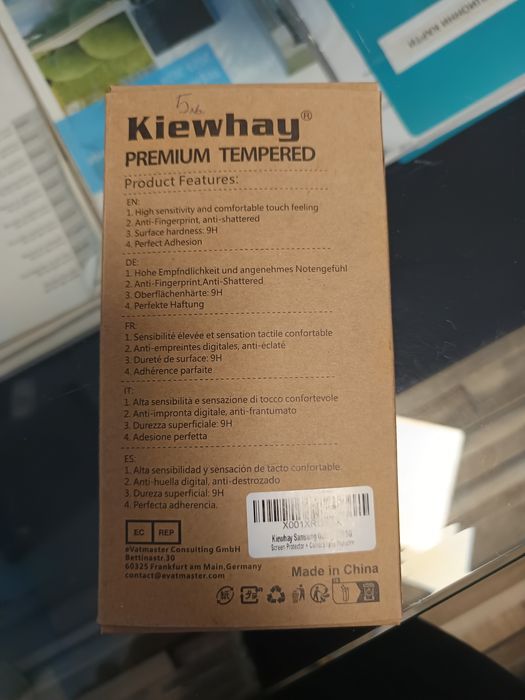 5лв.
Kiewhay®
PREMIUM TEMPERED
Product Features:
EN:
1. High sensitivity and comfortable touch feeling
2. Anti-Fingerprint, anti-shattered
3. Surface hardness: 9H
4. Perfect Adhesion
DE:
1. Hohe Empfndlichkeit und angenehmes Notengefühl
2. Anti-Fingerprint,Anti-Shattered
3. Oberflächenhärte: 9H
4. Perfekte Haftung
FR:
1. Sensibilité élevée et sensation tactile confortable
2. Anti-empreintes digitales, anti-éclaté
3. Dureté de surface: 9H
4. Adhérence parfaite
IT:
1. Alta sensibilità e sensazione di tocco confortevole
2. Anti-impronta digitale, anti-frantumato
3. Durezza superficiale: 9H
4. Adesione perfetta
ES:
1. Alta sensibilidad y sensación de tacto confortable.
2. Anti-huella digital, anti-destrozado
3. Dureza superficial: 9H
4. Perfecta adherencia.
EC REP
eVatmaster Consulting GmbH
Bettinastr.30
60325 Frankfurt am Main,Germany
contact@evatmaster.com
Kiewhay Samsung
Screen Protector + Camera
Made in China